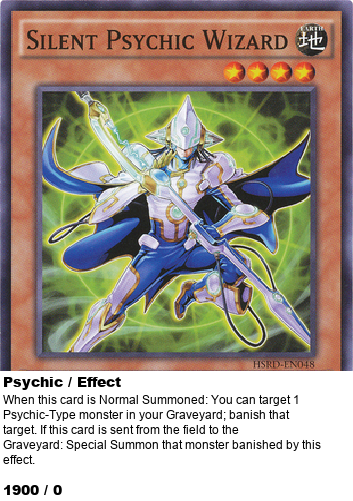 SILENT PSYCHIC WIZARD
EARTH
地
HSRD-EN048
Psychic / Effect
When this card is Normal Summoned: You can target 1
Psychic-Type monster in your Graveyard; banish that
target. If this card is sent from the field to the
Graveyard: Special Summon that monster banished by this
effect.
1900 / 0